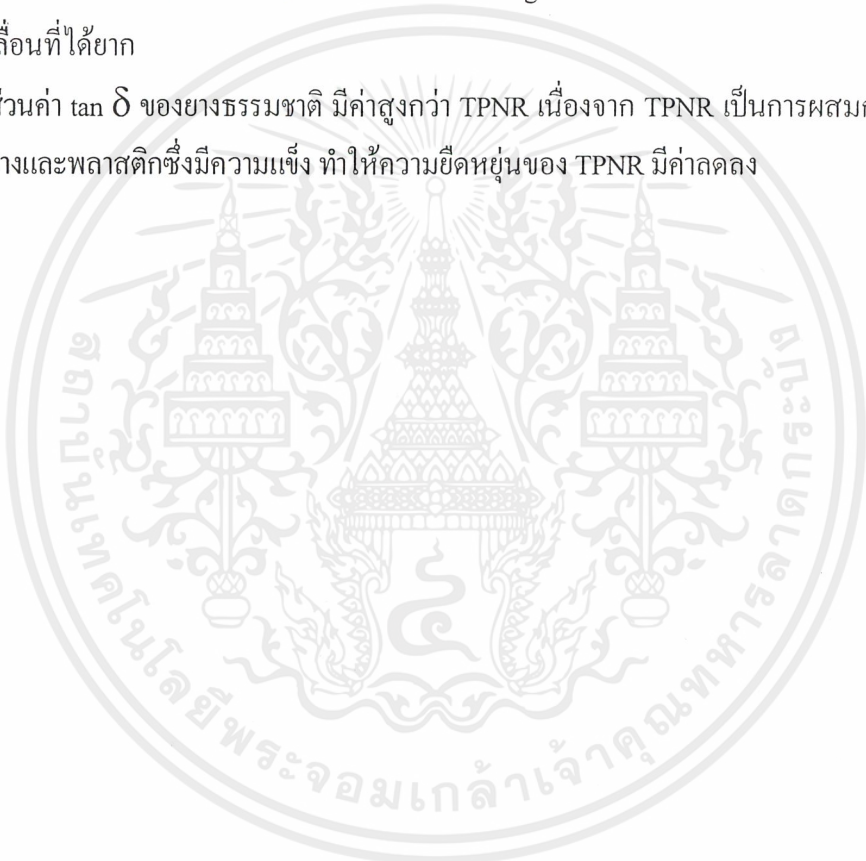 ลื่อนที่ได้ยาก
ส่วนค่า tan δ ของยางธรรมชาติ มีค่าสูงกว่า TPNR เนื่องจาก TPNR เป็นการผสมก
างและพลาสติกซึ่งมีความแข็ง ทำให้ความยืดหยุ่นของ TPNR มีค่าลดลง
สถาบันเทคโนโลยีพระจอมเกล้าเจ้าคุณทหารลาดกระบัง